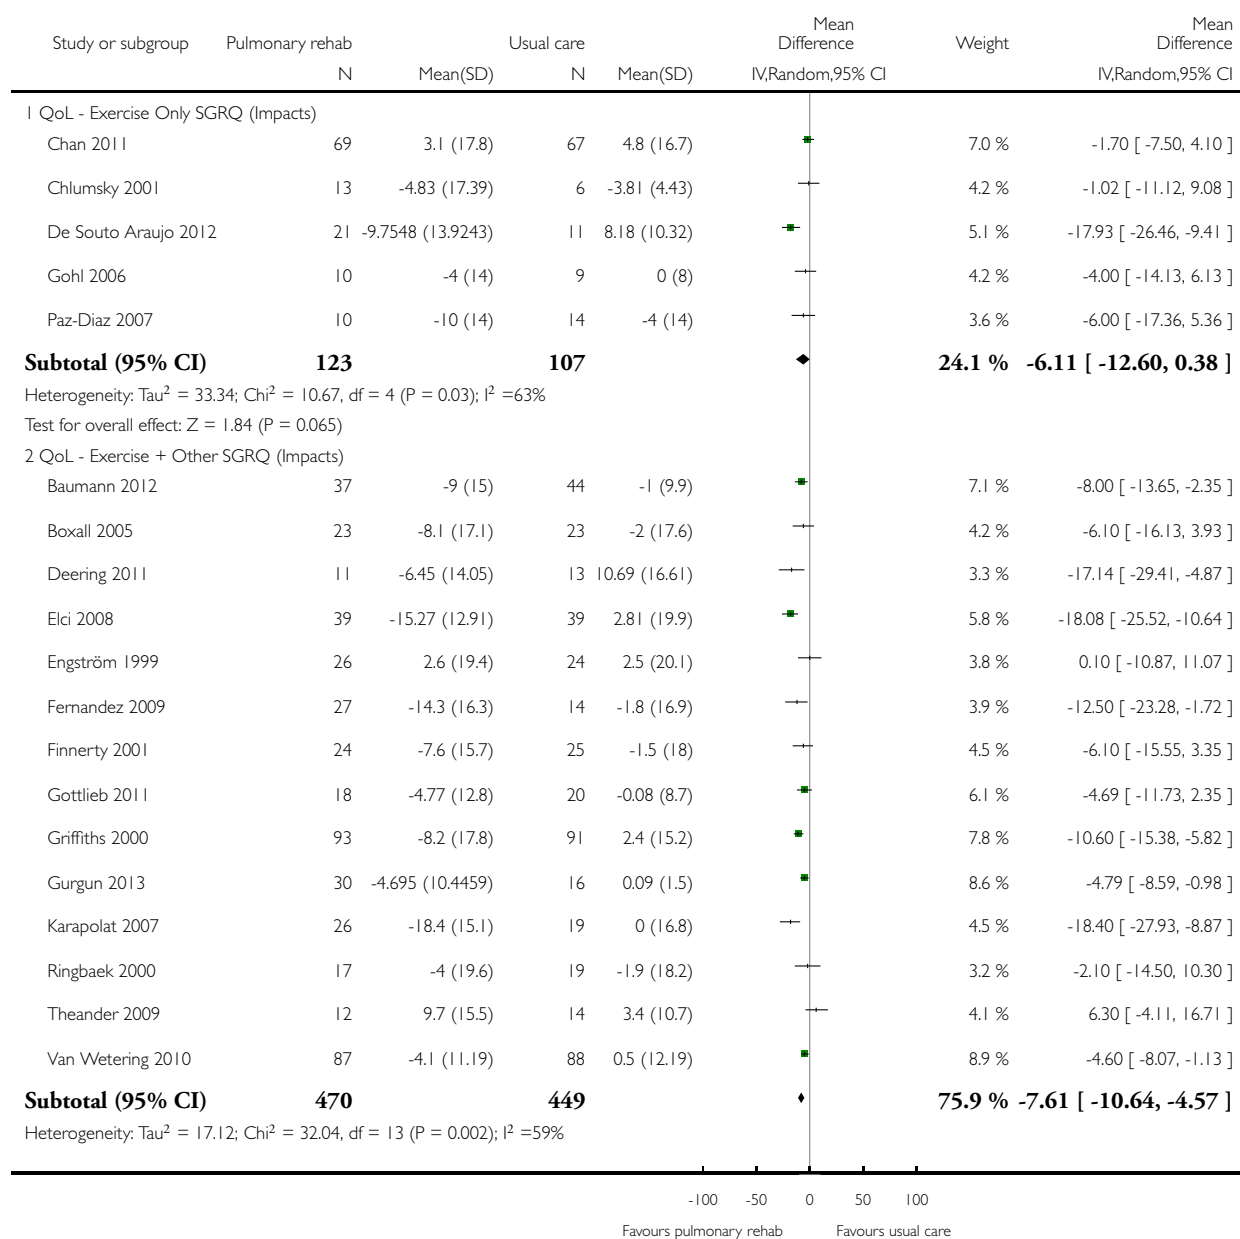 Study or subgroup Pulmonary rehab Usual care Mean Difference Weight Mean Difference
N Mean(SD) N Mean(SD) IV,Random,95% CI IV,Random,95% CI
1 QoL - Exercise Only SGRQ (Impacts)
Chan 2011 69 3.1 (17.8) 67 4.8 (16.7) 7.0 % -1.70 [ -7.50, 4.10 ]
Chlumsky 2001 13 -4.83 (17.39) 6 -3.81 (4.43) 4.2 % -1.02 [ -11.12, 9.08 ]
De Souto Araujo 2012 21 -9.7548 (13.9243) 11 8.18 (10.32) 5.1 % -17.93 [ -26.46, -9.41 ]
Gohl 2006 10 -4 (14) 9 0 (8) 4.2 % -4.00 [ -14.13, 6.13 ]
Paz-Diaz 2007 10 -10 (14) 14 -4 (14) 3.6 % -6.00 [ -17.36, 5.36 ]
Subtotal (95% CI) 123 107 24.1 % -6.11 [ -12.60, 0.38 ]
Heterogeneity: Tau² = 33.34; Chi² = 10.67, df = 4 (P = 0.03); I² =63%
Test for overall effect: Z = 1.84 (P = 0.065)
2 QoL - Exercise + Other SGRQ (Impacts)
Baumann 2012 37 -9 (15) 44 -1 (9.9) 7.1 % -8.00 [ -13.65, -2.35 ]
Boxall 2005 23 -8.1 (17.1) 23 -2 (17.6) 4.2 % -6.10 [ -16.13, 3.93 ]
Deering 2011 11 -6.45 (14.05) 13 10.69 (16.61) 3.3 % -17.14 [ -29.41, -4.87 ]
Elci 2008 39 -15.27 (12.91) 39 2.81 (19.9) 5.8 % -18.08 [ -25.52, -10.64 ]
Engström 1999 26 2.6 (19.4) 24 2.5 (20.1) 3.8 % 0.10 [ -10.87, 11.07 ]
Fernandez 2009 27 -14.3 (16.3) 14 -1.8 (16.9) 3.9 % -12.50 [ -23.28, -1.72 ]
Finnerty 2001 24 -7.6 (15.7) 25 -1.5 (18) 4.5 % -6.10 [ -15.55, 3.35 ]
Gottlieb 2011 18 -4.77 (12.8) 20 -0.08 (8.7) 6.1 % -4.69 [ -11.73, 2.35 ]
Griffiths 2000 93 -8.2 (17.8) 91 2.4 (15.2) 7.8 % -10.60 [ -15.38, -5.82 ]
Gurgun 2013 30 -4.695 (10.4459) 16 0.09 (1.5) 8.6 % -4.79 [ -8.59, -0.98 ]
Karapolat 2007 26 -18.4 (15.1) 19 0 (16.8) 4.5 % -18.40 [ -27.93, -8.87 ]
Ringbaek 2000 17 -4 (19.6) 19 -1.9 (18.2) 3.2 % -2.10 [ -14.50, 10.30 ]
Theander 2009 12 9.7 (15.5) 14 3.4 (10.7) 4.1 % 6.30 [ -4.11, 16.71 ]
Van Wetering 2010 87 -4.1 (11.19) 88 0.5 (12.19) 8.9 % -4.60 [ -8.07, -1.13 ]
Subtotal (95% CI) 470 449 75.9 % -7.61 [ -10.64, -4.57 ]
Heterogeneity: Tau² = 17.12; Chi² = 32.04, df = 13 (P = 0.002); I² =59%
-100 -50 0 50 100
Favours pulmonary rehab Favours usual care